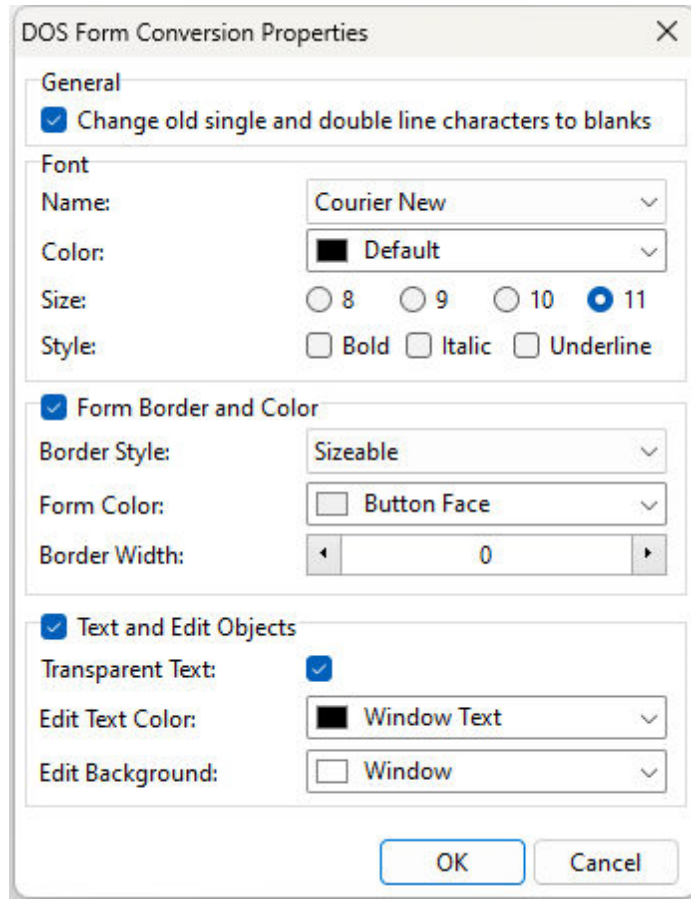 DOS Form Conversion Properties
General
Change old single and double line characters to blanks
Font
Name: Courier New
Color: Default
Size: 8 9 10 11
Style: Bold Italic Underline
Form Border and Color
Border Style: Sizeable
Form Color: Button Face
Border Width: 0
Text and Edit Objects
Transparent Text:
Edit Text Color: Window Text
Edit Background: Window
OK Cancel